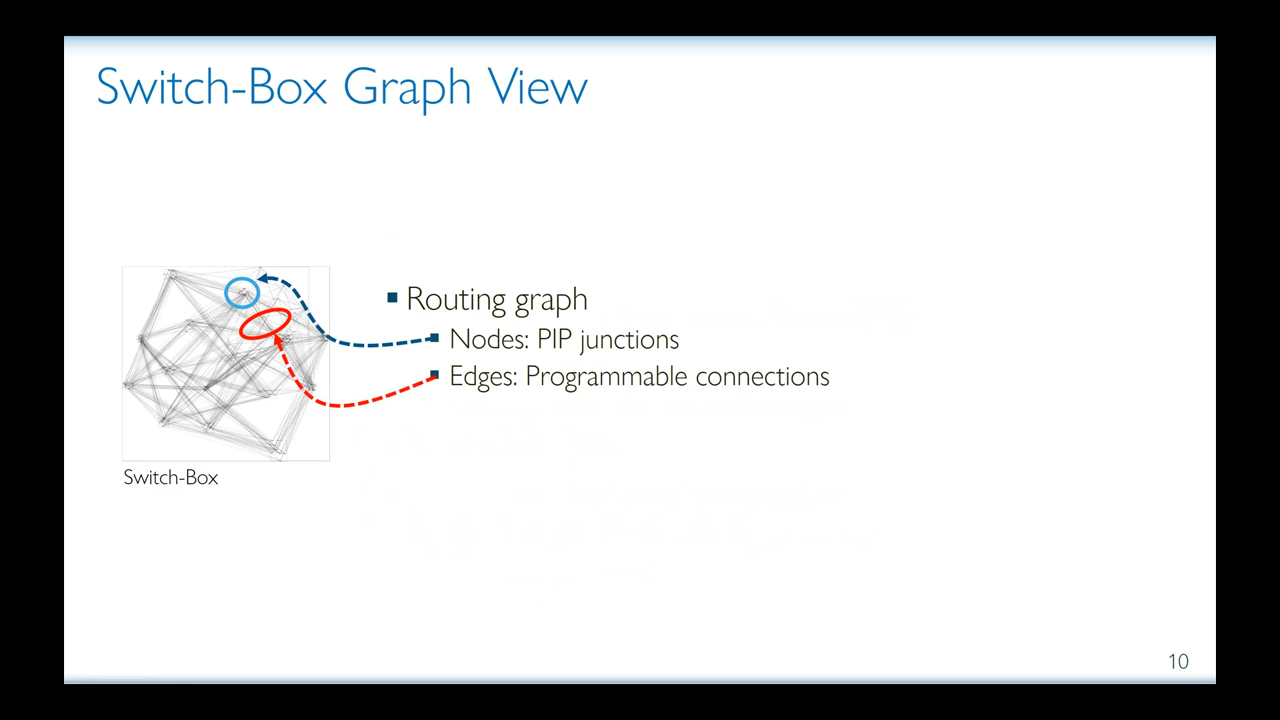 Switch-Box Graph View
Routing graph
Nodes: PIP junctions
Edges: Programmable connections
Switch-Box
10